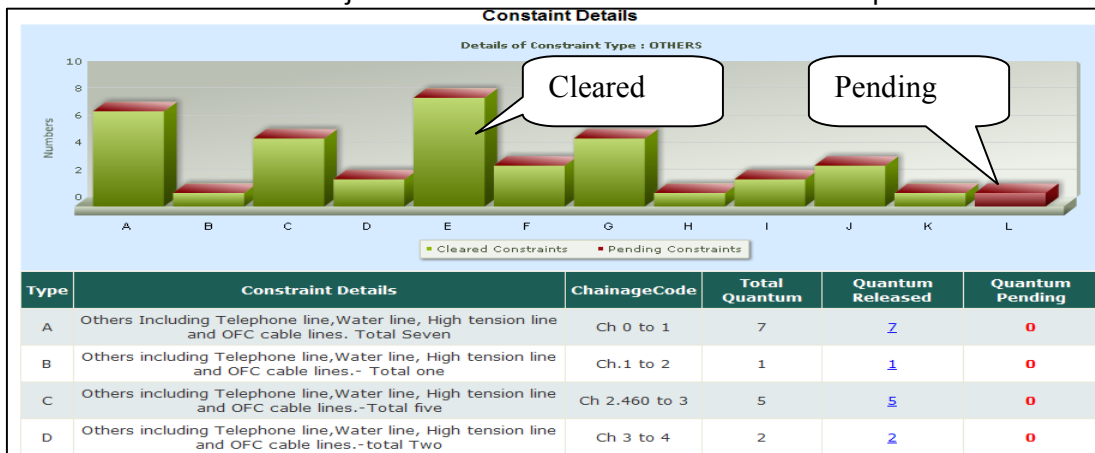 Constaint Details
Details of Constraint Type : OTHERS
Cleared
Pending
Numbers
10
8
6
4
2
0
A B C D E F G H I J K L
Cleared Constraints Pending Constraints
Type Constraint Details ChainageCode Total Quantum Quantum Released Quantum Pending
A Others Including Telephone line,Water line, High tension line and OFC cable lines. Total Seven Ch 0 to 1 7 7 0
B Others including Telephone line,Water line, High tension line and OFC cable lines.- Total one Ch.1 to 2 1 1 0
C Others including Telephone line,Water line, High tension line and OFC cable lines.-Total five Ch 2.460 to 3 5 5 0
D Others including Telephone line,Water line, High tension line and OFC cable lines.-total Two Ch 3 to 4 2 2 0